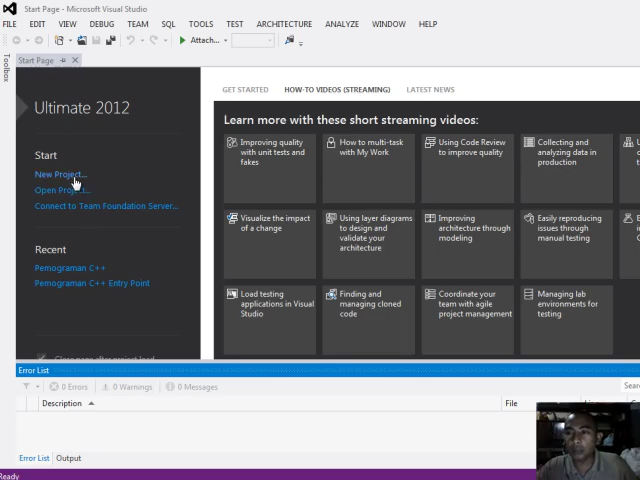 Start Page - Microsoft Visual Studio
FILE EDIT VIEW DEBUG TEAM SQL TOOLS TEST ARCHITECTURE ANALYZE WINDOW HELP
Attach...
Toolbox
Start Page
Ultimate 2012
Start
New Project...
Open
Connect to Team Foundation Server...
Recent
Pemograman C++
Pemograman C++ Entry Point
Close page after project load
GET STARTED HOW-TO VIDEOS (STREAMING) LATEST NEWS
Learn more with these short streaming videos:
Improving quality
with unit tests and
fakes
How to multi-task
with My Work
Using Code Review
to improve quality
Collecting and
analyzing data in
production
Visualize the impact
of a change
Using layer diagrams
to design and
validate your
architecture
Improving
architecture through
modeling
Easily reproducing
issues through
manual testing
Load testing
applications in Visual
Studio
Finding and
managing cloned
code
Coordinate your
team with agile
project management
Managing lab
environments for
testing
Error List
0 Errors 0 Warnings 0 Messages
Description File
Error List Output
Ready